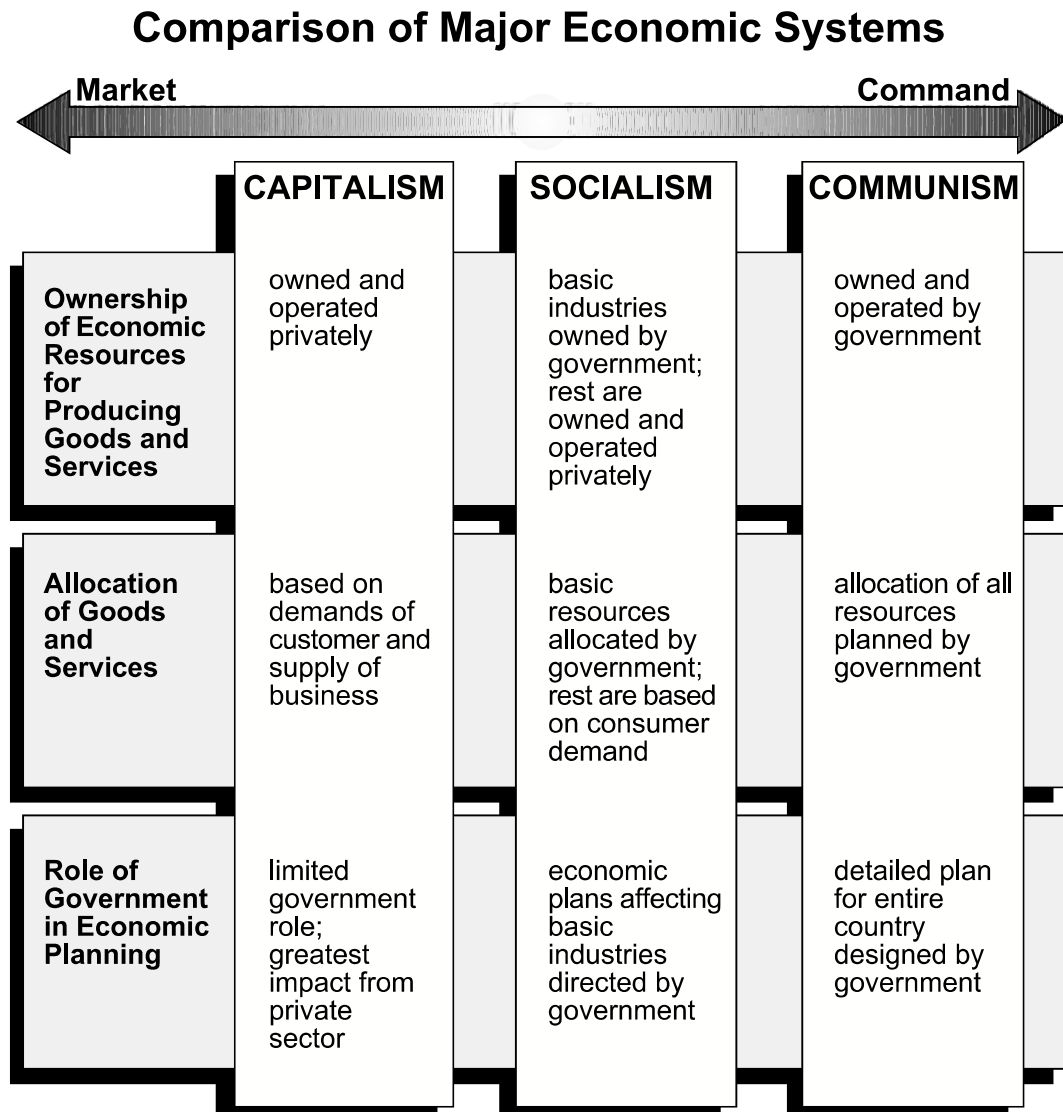 Comparison of Major Economic Systems
Market
Command
CAPITALISM
SOCIALISM
COMMUNISM
Ownership
of Economic
Resources
for
Producing
Goods and
Services
owned and
operated
privately
basic
industries
owned by
government;
rest are
owned and
operated
privately
owned and
operated by
government
Allocation
of Goods
and
Services
based on
demands of
customer and
supply of
business
basic
resources
allocated by
government;
rest are based
on consumer
demand
allocation of all
resources
planned by
government
Role of
Government
in Economic
Planning
limited
government
role;
greatest
impact from
private
sector
economic
plans affecting
basic
industries
directed by
government
detailed plan
for entire
country
designed by
government